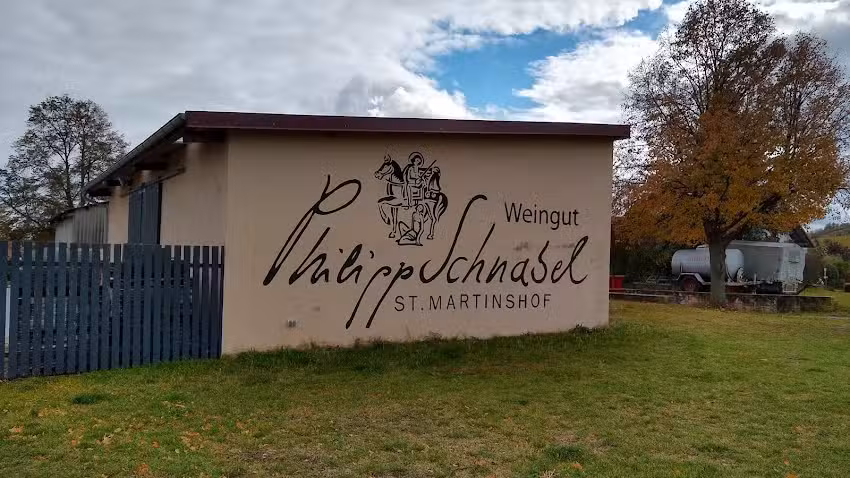 Weingut
Philipp Schnabel
ST. MARTINSHOF